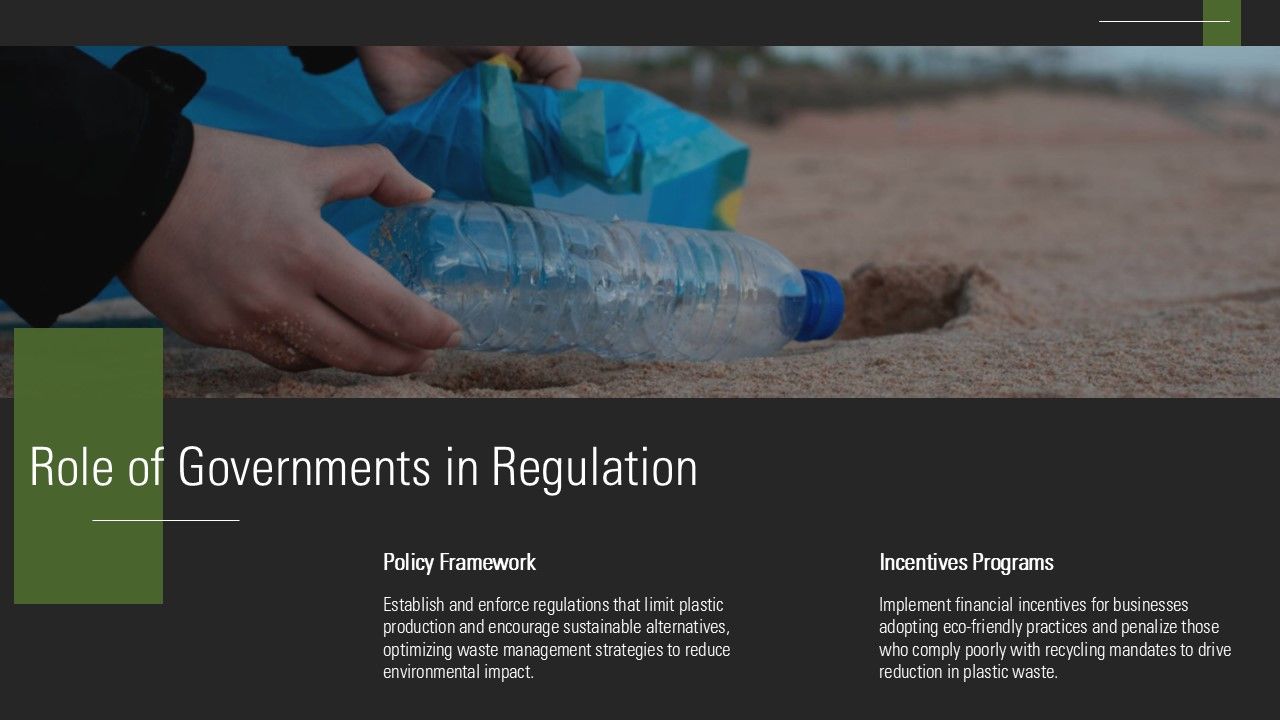 Role of Governments in Regulation
Policy Framework
Establish and enforce regulations that limit plastic
production and encourage sustainable alternatives,
optimizing waste management strategies to reduce
environmental impact.
Incentives Programs
Implement financial incentives for businesses
adopting eco-friendly practices and penalize those
who comply poorly with recycling mandates to drive
reduction in plastic waste.